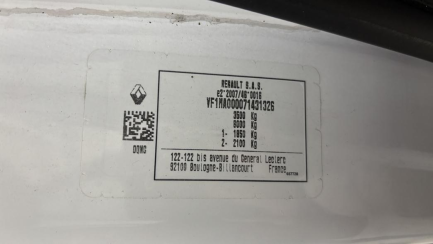 RENAULT S.A.S.
e2*2007/46*0016
VF1MA000071431326
3500 Kg
6000 Kg
1- 1850 Kg
2- 2100 Kg
122-122 bis avenue du General Leclerc
92100 Boulogne-Billancourt France